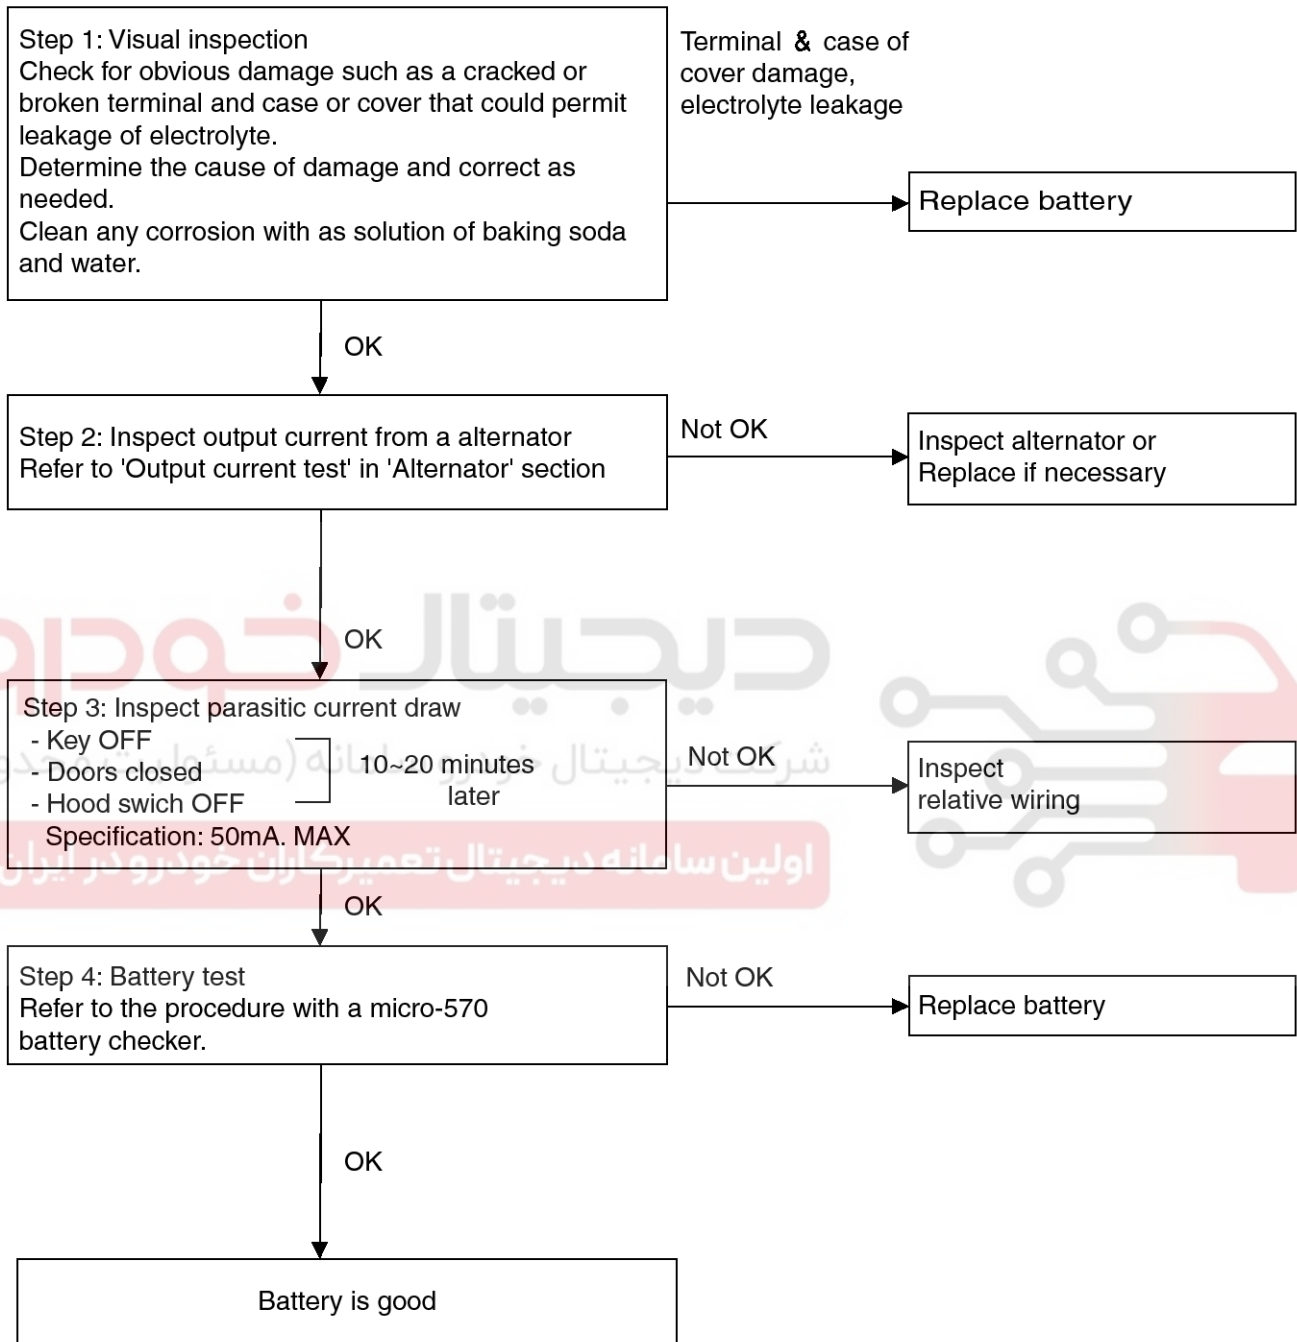 Step 1: Visual inspection
Check for obvious damage such as a cracked or
broken terminal and case or cover that could permit
leakage of electrolyte.
Determine the cause of damage and correct as
needed.
Clean any corrosion with as solution of baking soda
and water.
Terminal & case of
cover damage,
electrolyte leakage
Replace battery
OK
Step 2: Inspect output current from a alternator
Refer to 'Output current test' in 'Alternator' section
Not OK
Inspect alternator or
Replace if necessary
OK
دیجیتال خودرو
Step 3: Inspect parasitic current draw
- Key OFF
- Doors closed
- Hood swich OFF
10~20 minutes
later
Specification: 50mA. MAX
شرکت دیجیتال خودرو سامانه (مسئولیت
Not OK
Inspect
relative wiring
اولین سامانه دیجیتال تعمیرکاران خودرو در ایران
OK
Step 4: Battery test
Refer to the procedure with a micro-570
battery checker.
Not OK
Replace battery
OK
Battery is good